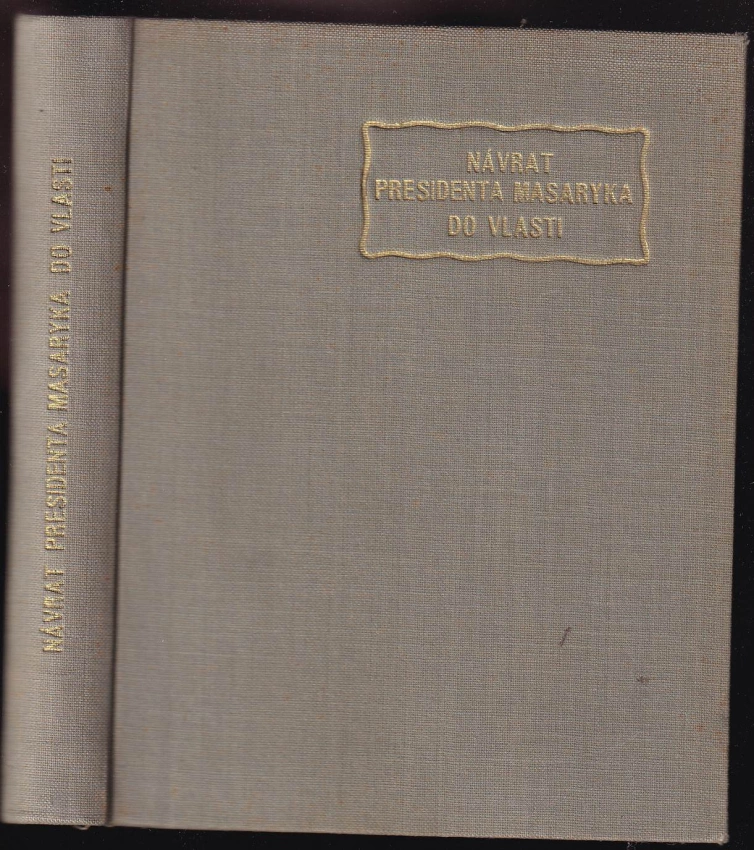 NÁVRAT PRESIDENTA MASARYKA DO VLASTI
NÁVRAT
PRESIDENTA MASARYKA
DO VLASTI